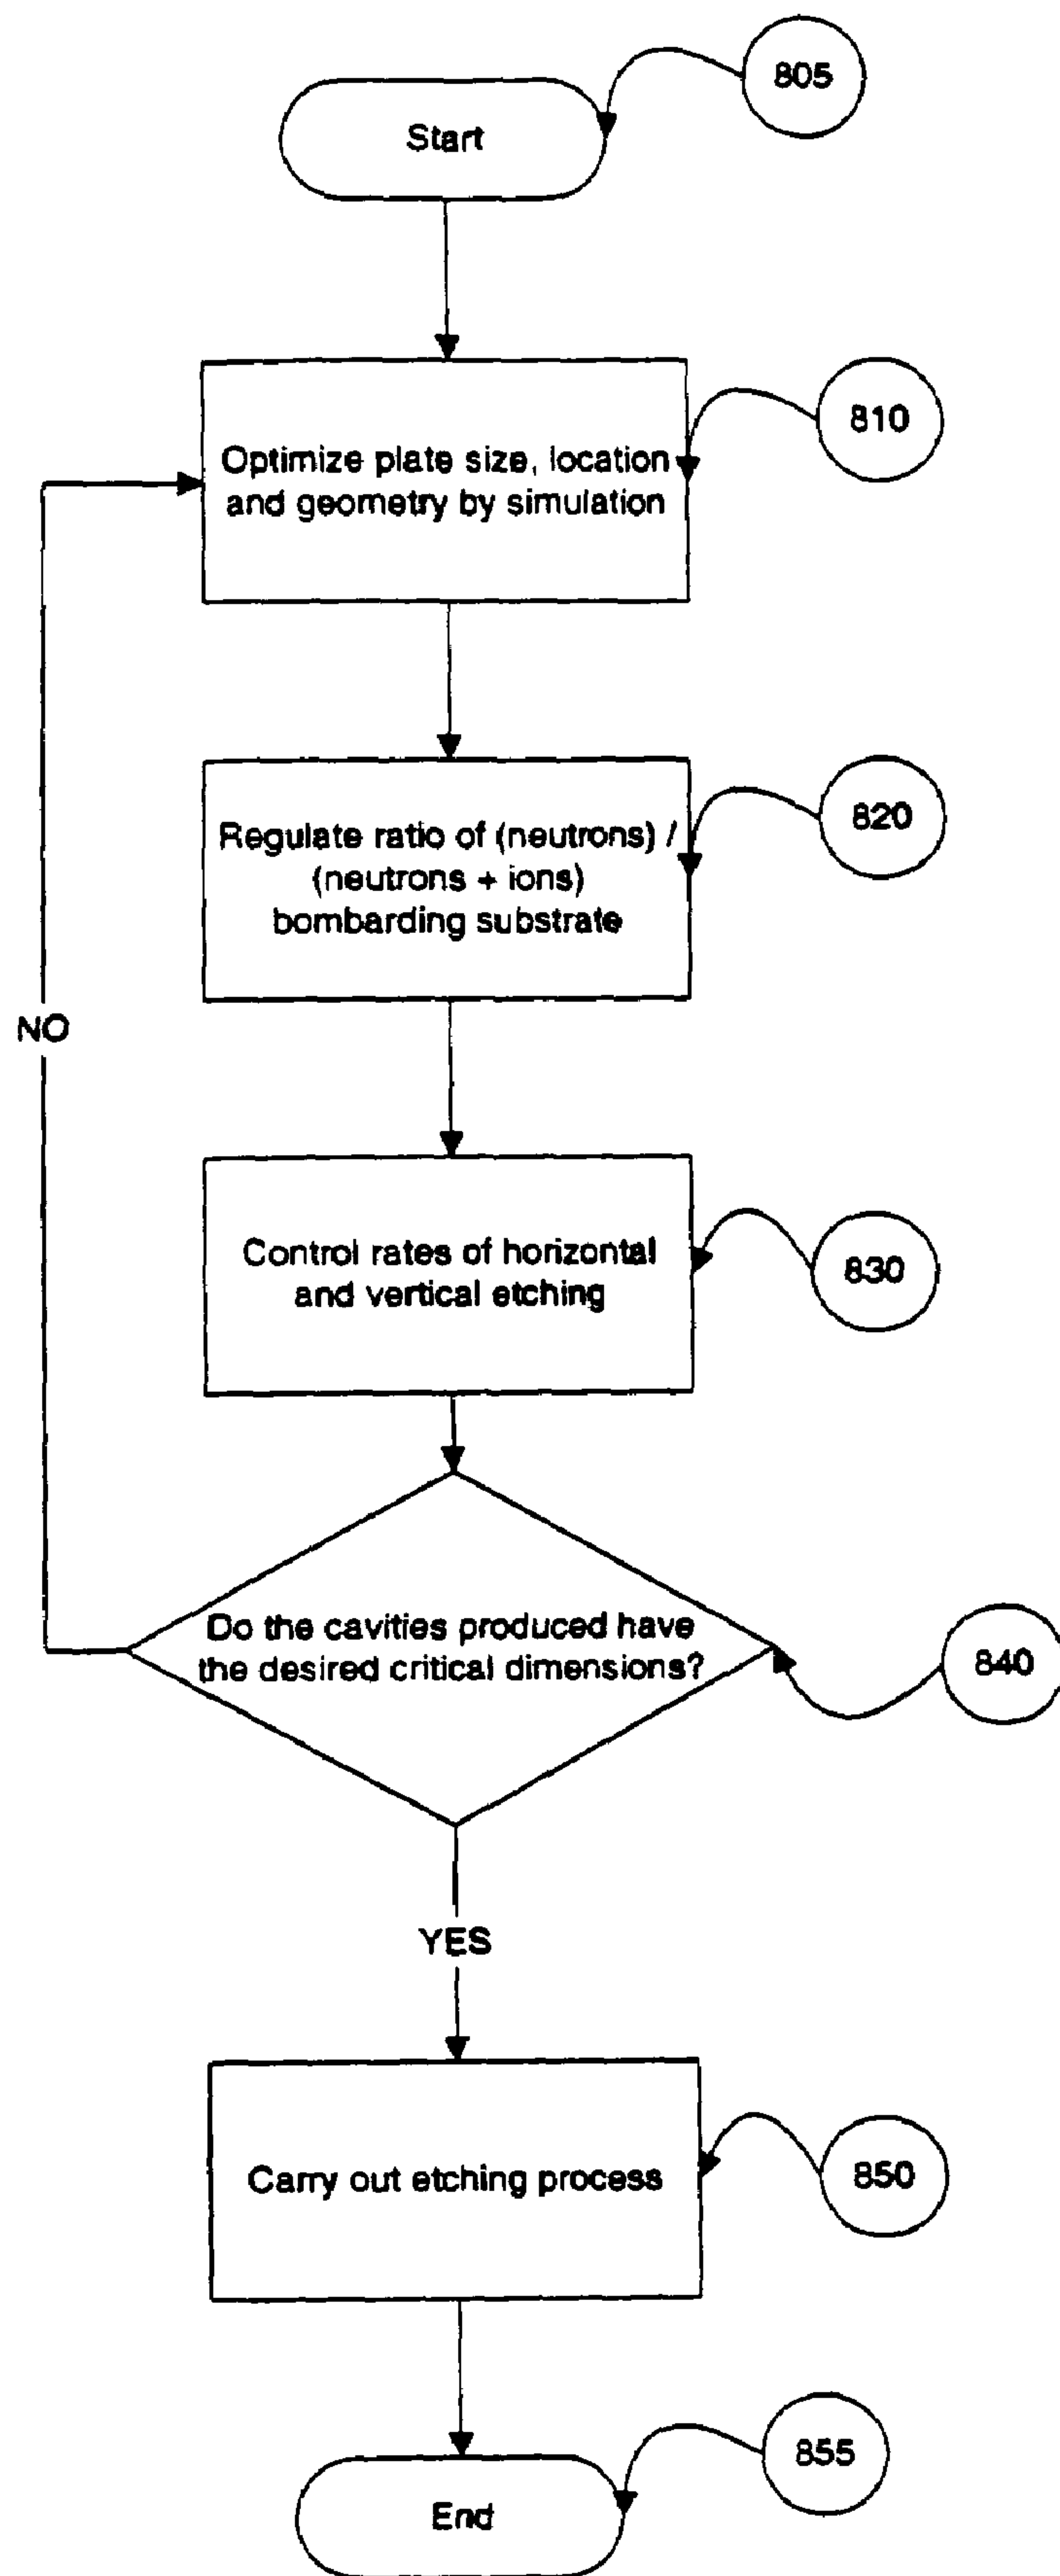 805
Start
810
Optimize plate size, location
and geometry by simulation
820
Regulate ratio of (neutrons) /
(neutrons + ions)
bombarding substrate
NO
Control rates of horizontal
and vertical etching
830
Do the cavities produced have
the desired critical dimensions?
840
YES
Carry out etching process
850
855
End